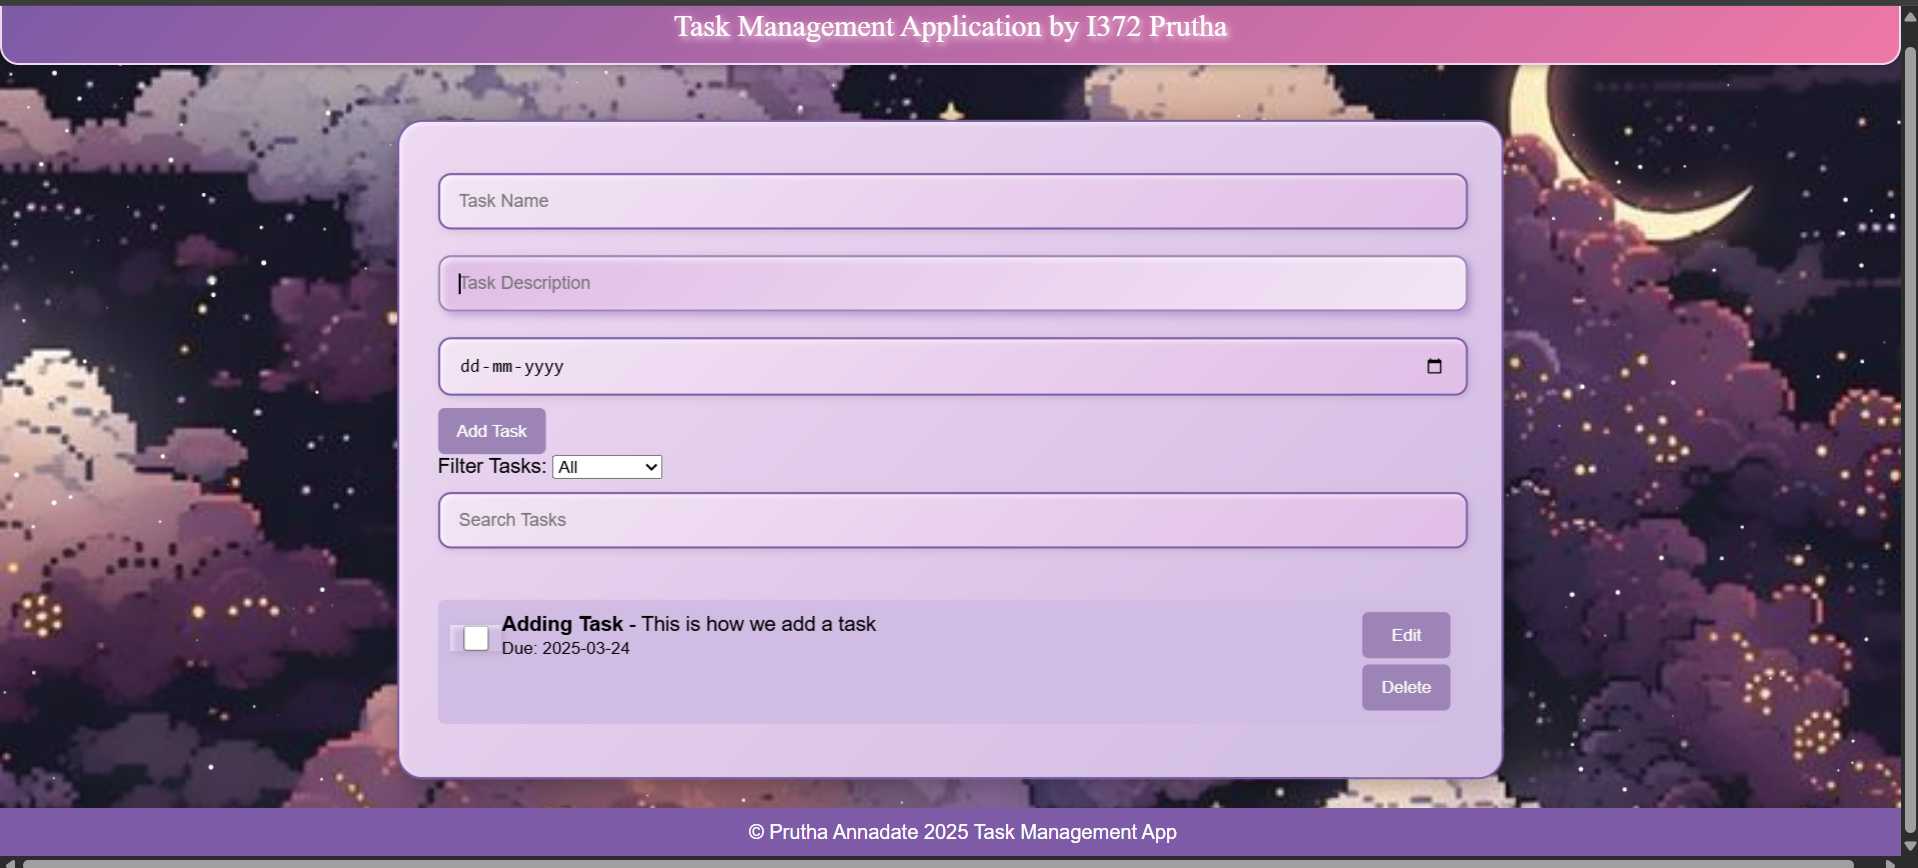 Task Management Application by I372 Prutha
Task Name
Task Description
dd-mm-yyyy
Add Task
Filter Tasks: All
Search Tasks
Adding Task - This is how we add a task
Due: 2025-03-24
Edit
Delete
© Prutha Annadate 2025 Task Management App